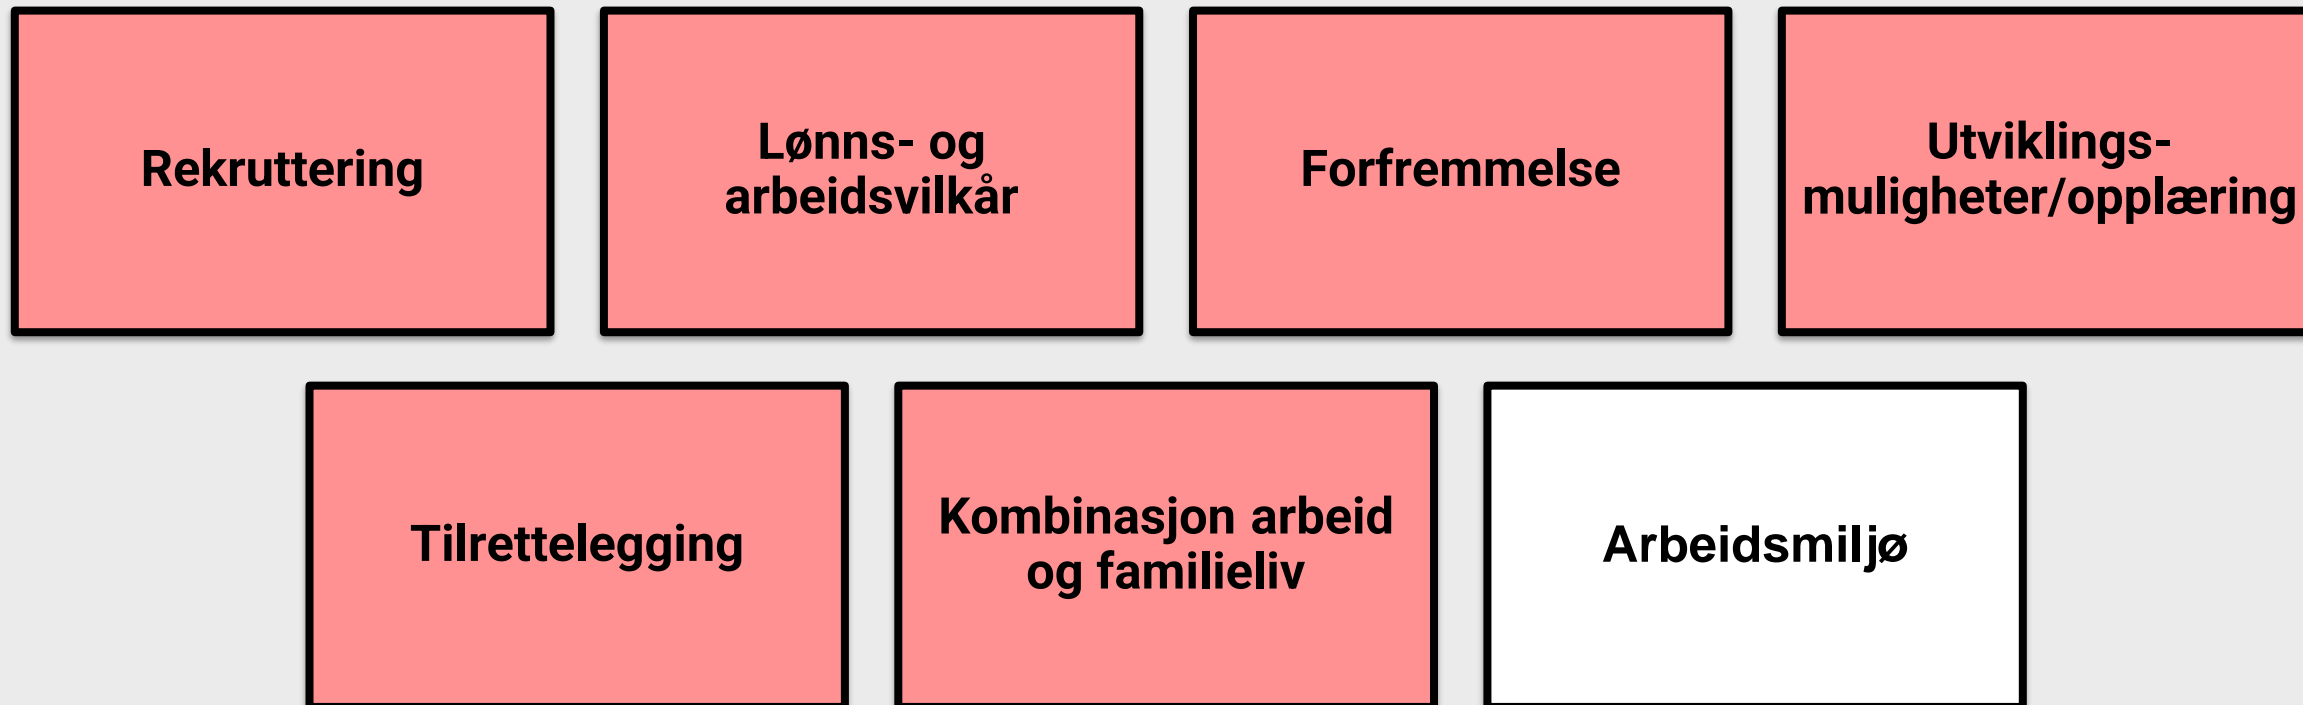 Rekruttering
Lønns- og
arbeidsvilkår
Forfremmelse
Utviklings-
muligheter/opplæring
Tilrettelegging
Kombinasjon arbeid
og familieliv
Arbeidsmiljø